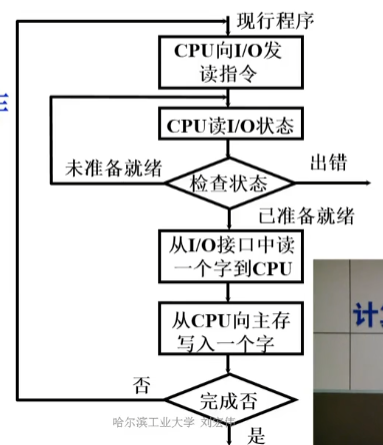 现行程序
CPU向I/O发
读指令
CPU读I/O状态
未准备就绪
检查状态
出错
已准备就绪
从I/O接口中读
一个字到CPU
从CPU向主存
写入一个字
否
完成否
哈尔滨工业大学 刘宏伟
是